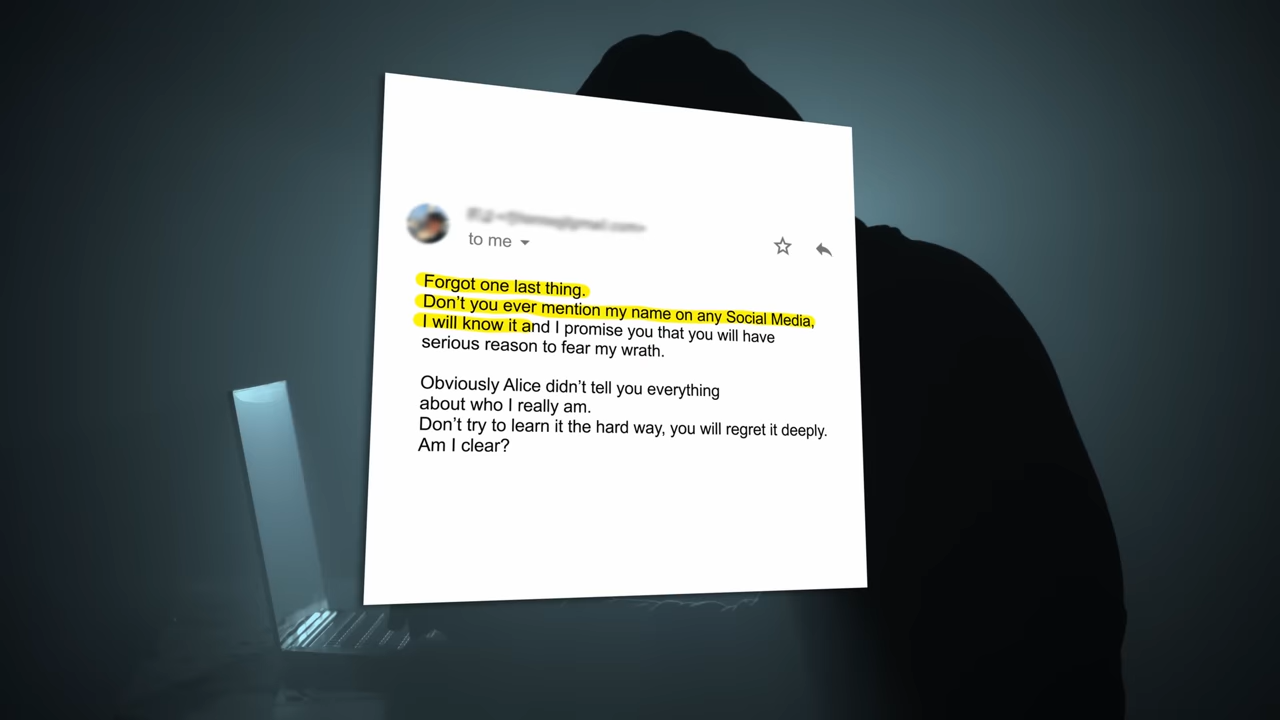 to me
Forgot one last thing.
Don't you ever mention my name on any Social Media,
I will know it and I promise you that you will have
serious reason to fear my wrath.
Obviously Alice didn't tell you everything
about who I really am.
Don't try to learn it the hard way, you will regret it deeply.
Am I clear?